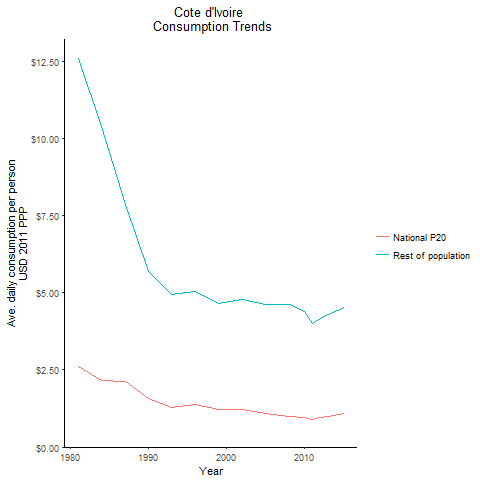 Cote d'Ivoire
Consumption Trends
$12.50
$10.00
$7.50
$5.00
$2.50
$0.00
Ave. daily consumption per person
USD 2011 PPP
1980
1990
2000
2010
Year
National P20
Rest of population